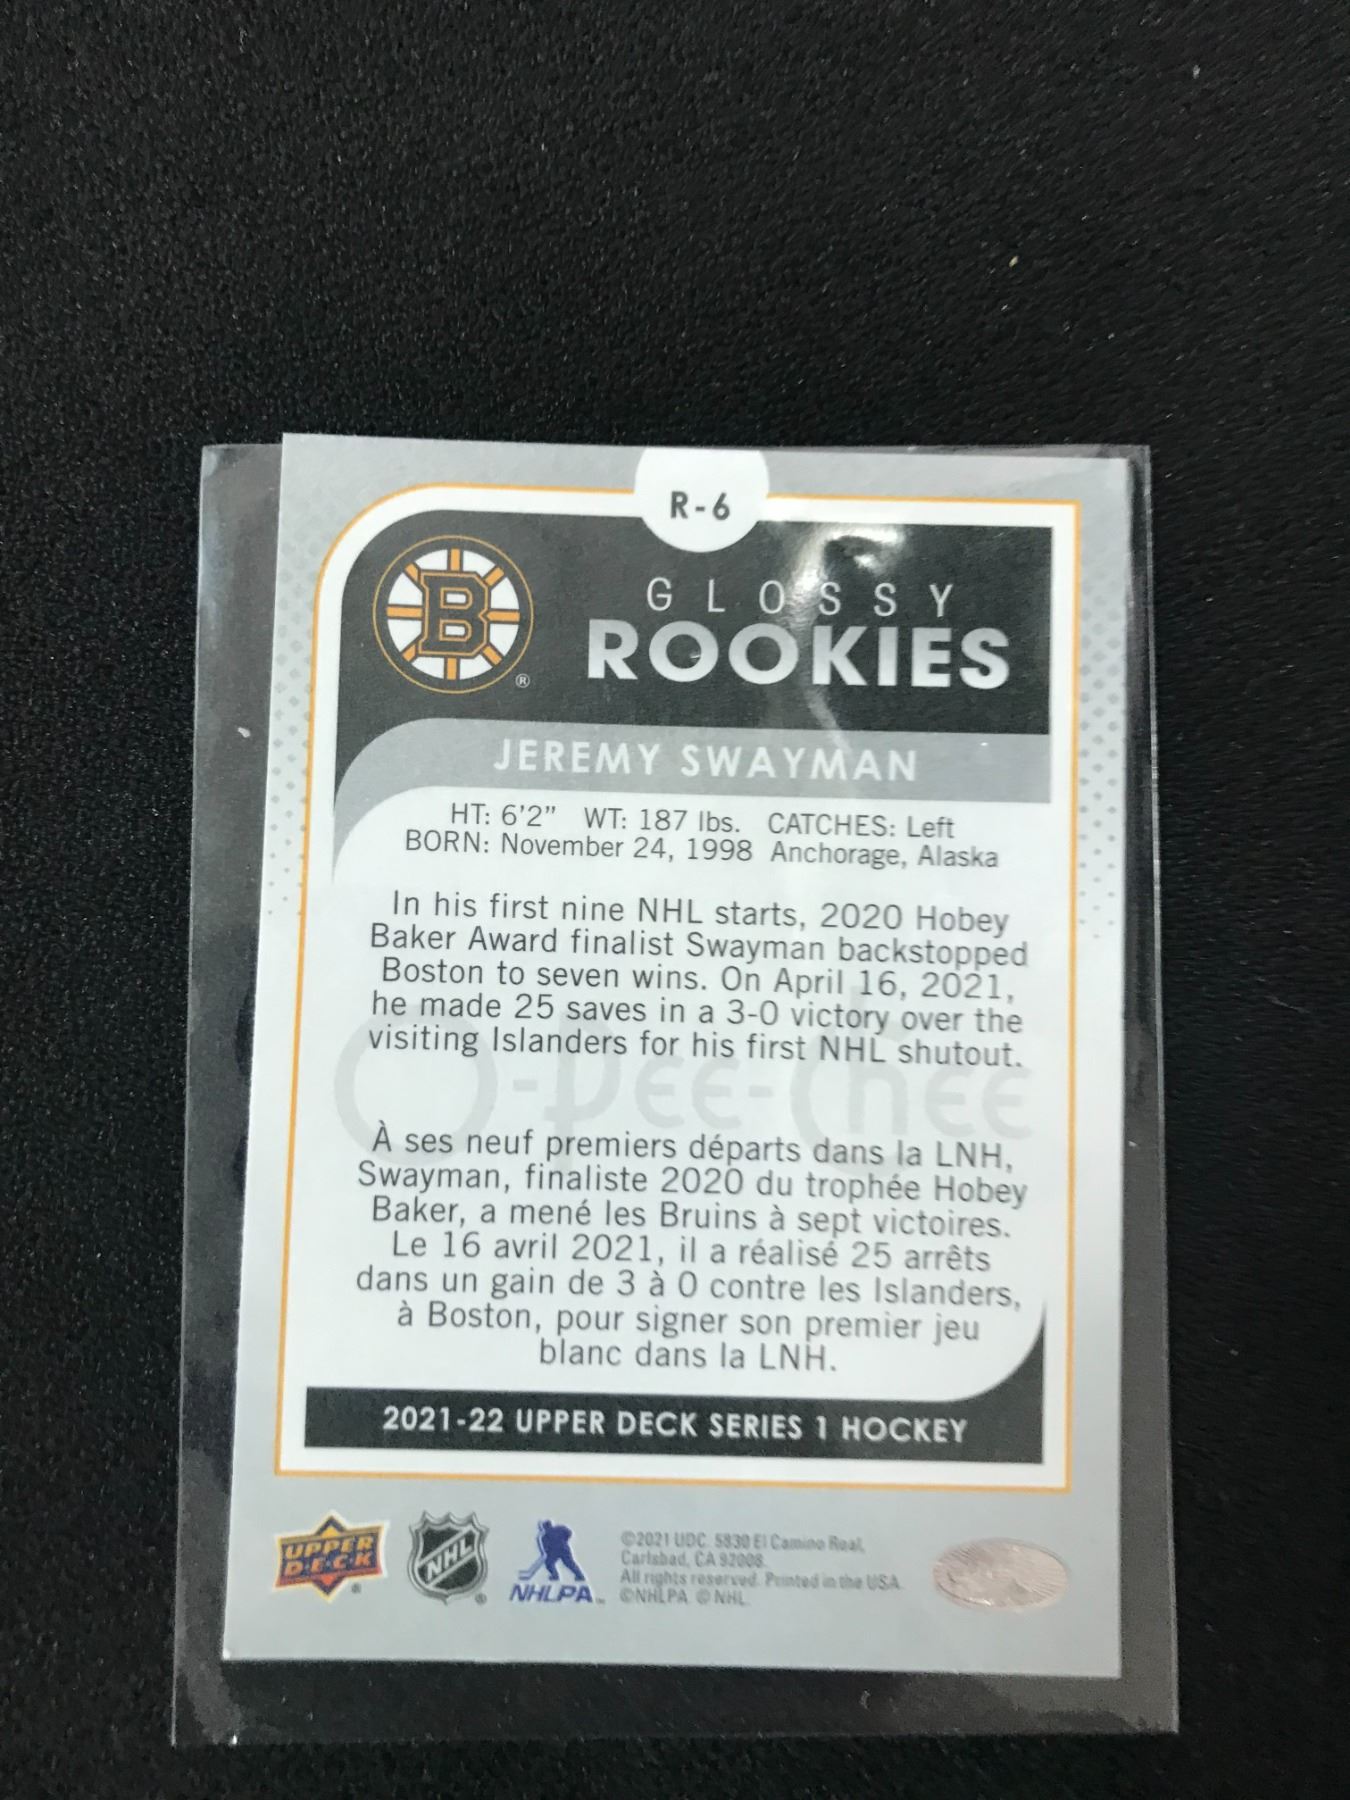 R-6
B
®
GLOSSY
ROOKIES
JEREMY SWAYMAN
HT: 6'2” WT: 187 lbs. CATCHES: Left
BORN: November 24, 1998 Anchorage, Alaska
In his first nine NHL starts, 2020 Hobey
Baker Award finalist Swayman backstopped
Boston to seven wins. On April 16, 2021,
he made 25 saves in a 3-0 victory over the
visiting Islanders for his first NHL shutout.
O-Pee-Chee
À ses neuf premiers départs dans la LNH,
Swayman, finaliste 2020 du trophée Hobey
Baker, a mené les Bruins à sept victoires.
Le 16 avril 2021, il a réalisé 25 arrêts
dans un gain de 3 à 0 contre les Islanders,
à Boston, pour signer son premier jeu
blanc dans la LNH.
2021-22 UPPER DECK SERIES 1 HOCKEY
UPPER
D·E·C·K
®
NHL
®
NHLPA™
©2021 UDC. 5830 El Camino Real,
Carlsbad, CA 92008.
All rights reserved. Printed in the USA.
©NHLPA. © NHL.